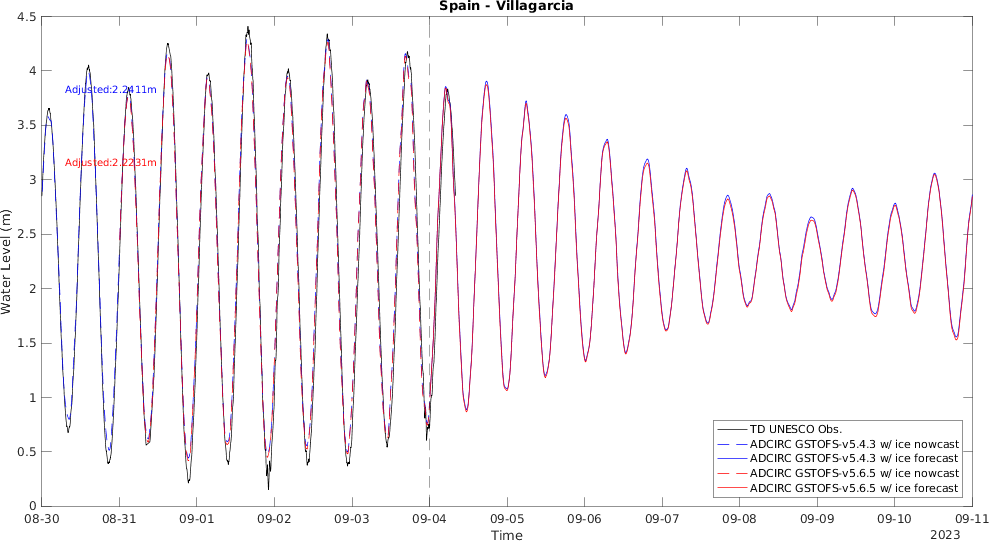 Spain - Villagarcia
4.5
4
3.5
3
2.5
2
1.5
1
0.5
0
Water Level (m)
Adjusted:2.2411m
Adjusted:2.2231m
TD UNESCO Obs.
ADCIRC GSTOFS-v5.4.3 w/ ice nowcast
ADCIRC GSTOFS-v5.4.3 w/ ice forecast
ADCIRC GSTOFS-v5.6.5 w/ ice nowcast
ADCIRC GSTOFS-v5.6.5 w/ ice forecast
08-30 08-31 09-01 09-02 09-03 09-04 09-05 09-06 09-07 09-08 09-09 09-10 09-11
Time
2023